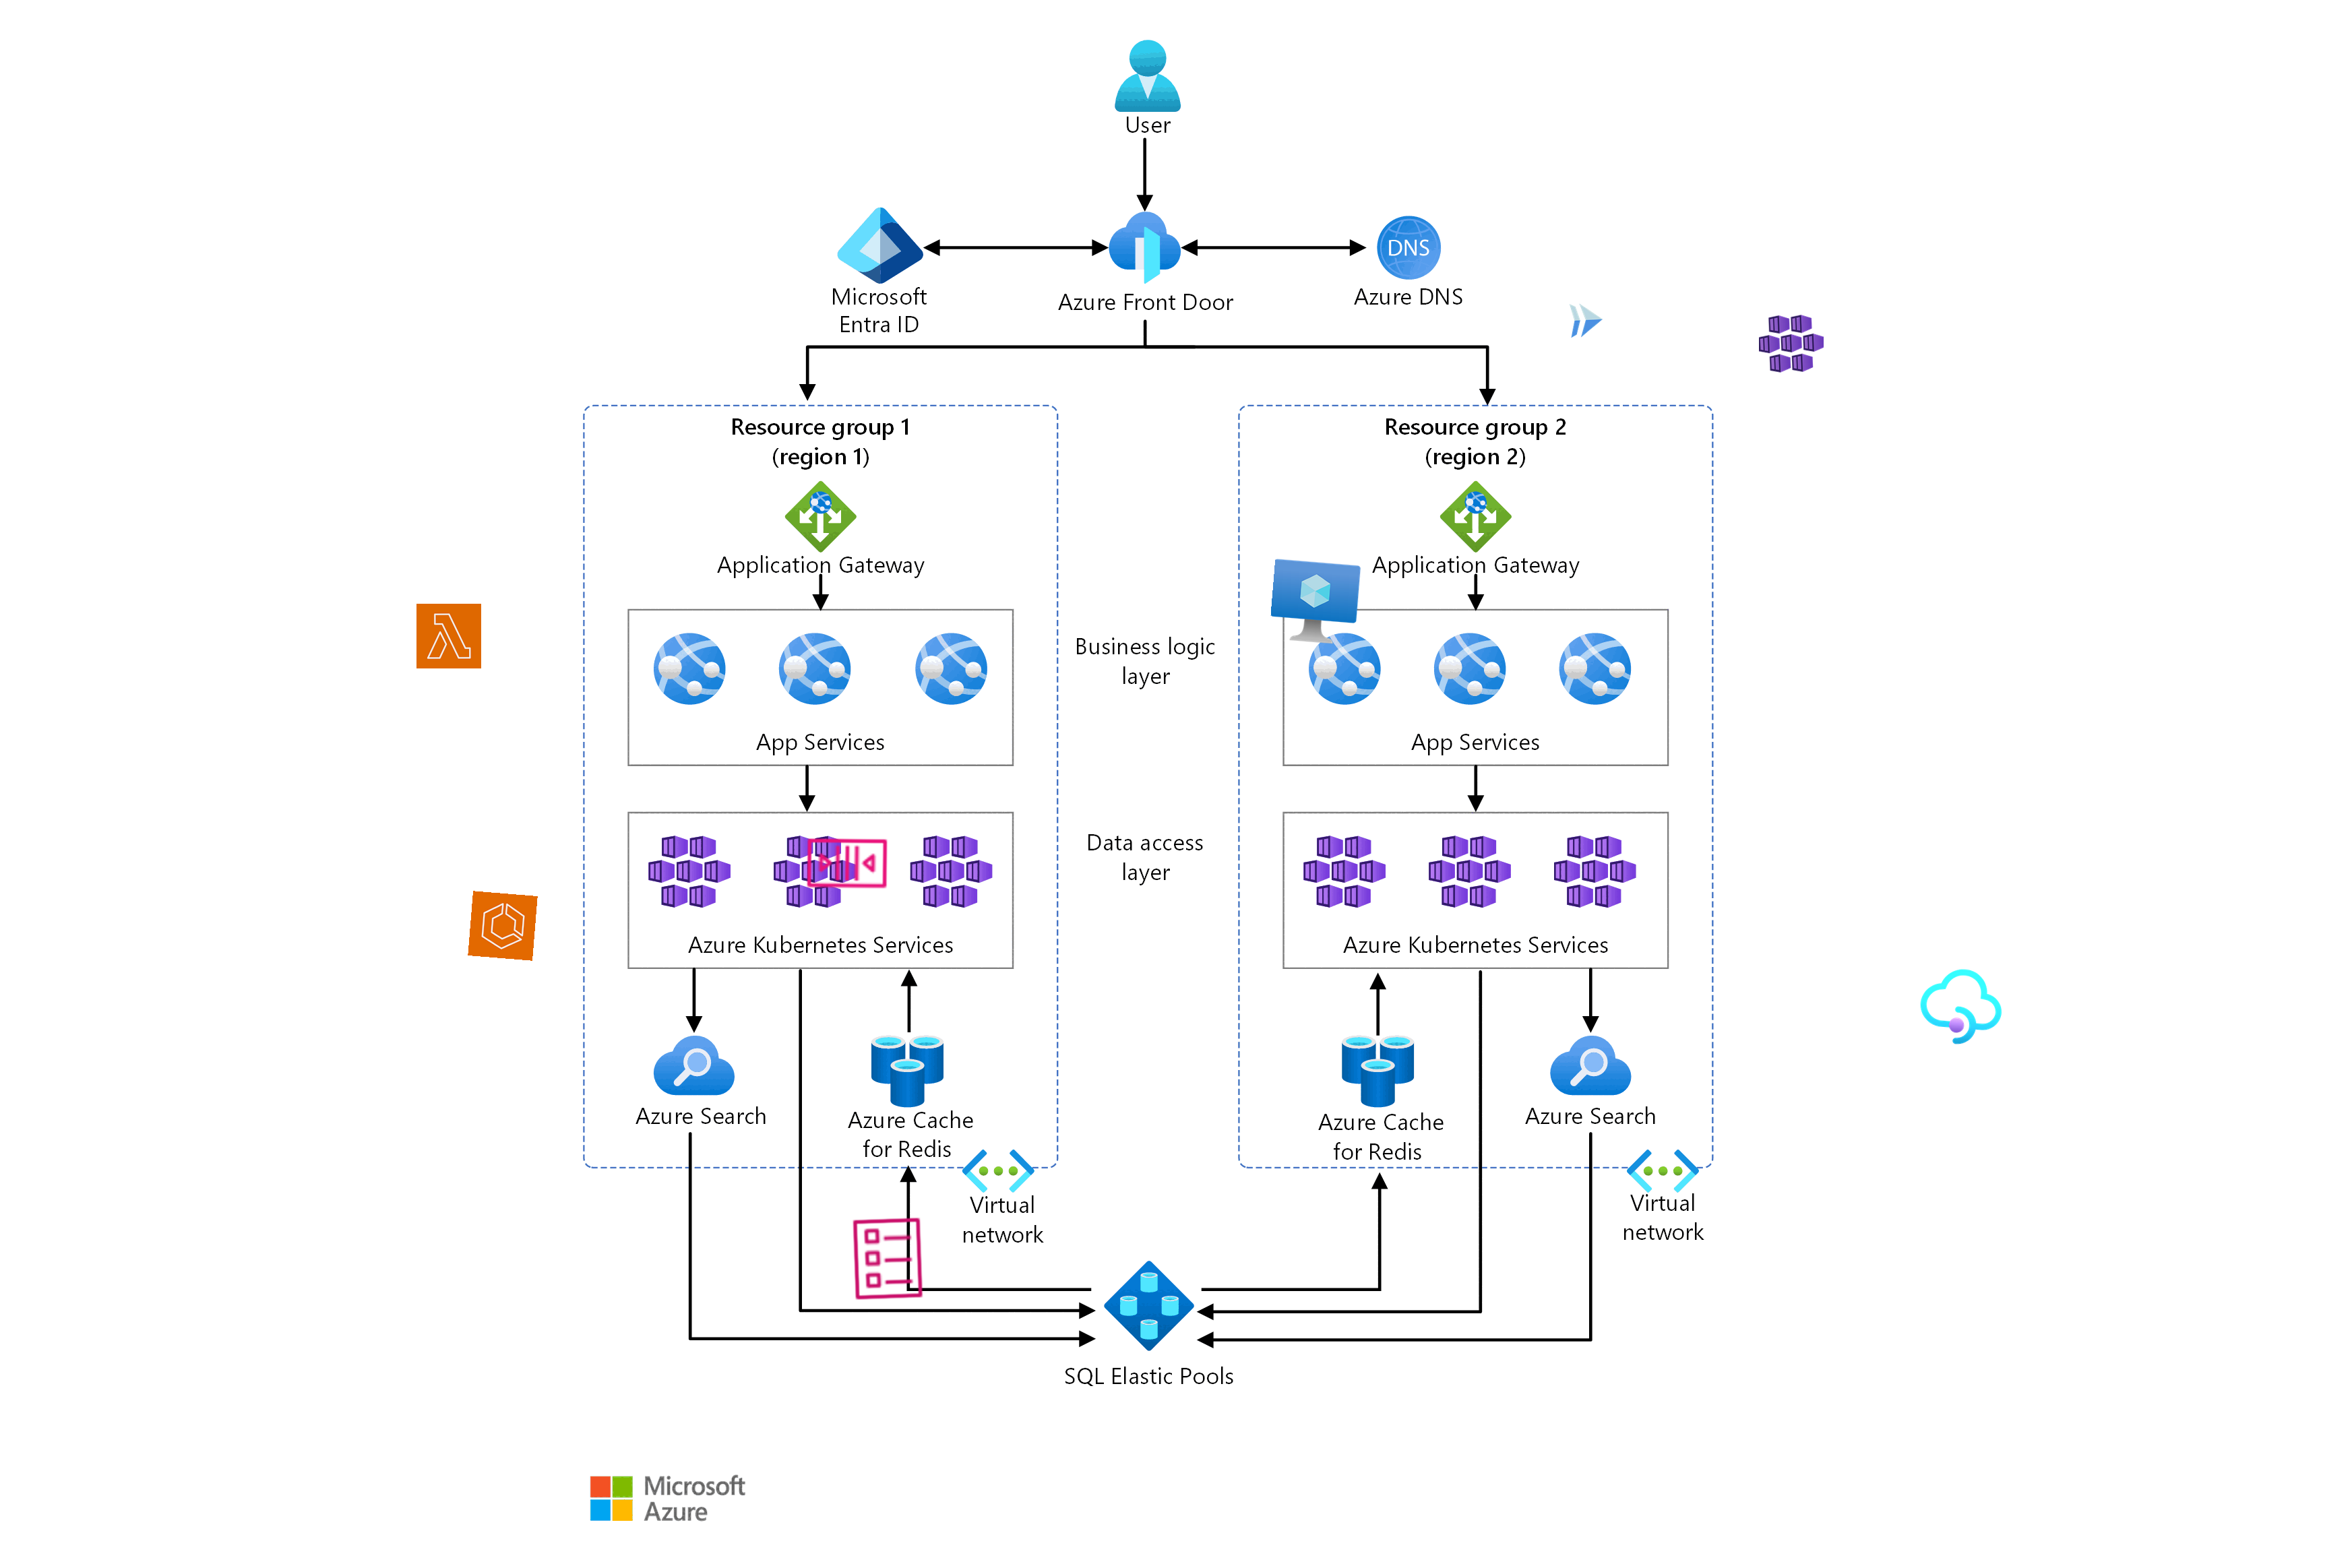 User
DNS
Microsoft
Entra ID
Azure Front Door
Azure DNS
Resource group 1
(region 1)
Resource group 2
(region 2)
Application Gateway
Application Gateway
Business logic
layer
App Services
App Services
Data access
layer
Azure Kubernetes Services
Azure Kubernetes Services
Azure Search
Azure Cache
for Redis
Azure Cache
for Redis
Azure Search
Virtual
network
Virtual
network
SQL Elastic Pools
Microsoft
Azure